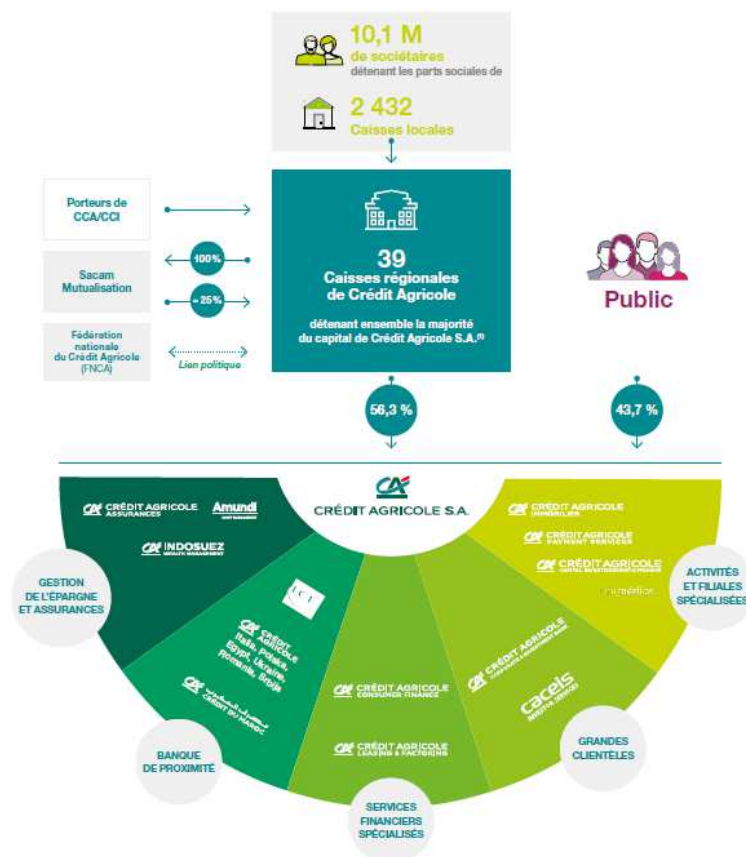 10,1 M
de sociétaires
détenant les parts sociales de
2 432
Caisses locales
Porteurs de
CCA/CCI
100%
Sacam
Mutualisation
~ 25%
Fédération
nationale
du Crédit Agricole
(FNCA)
Lien politique
39
Caisses régionales
de Crédit Agricole
détenant ensemble la majorité
du capital de Crédit Agricole S.A.(1)
Public
56,3 %
43,7 %
CRÉDIT AGRICOLE S.A.
CRÉDIT AGRICOLE
ASSURANCES
Amundi
ASSET MANAGEMENT
INDOSUEZ
WEALTH MANAGEMENT
GESTION
DE L'ÉPARGNE
ET ASSURANCES
LCL
CRÉDIT
AGRICOLE
Italia, Polska,
Egypt, Ukraine,
Romania, Srbija
CRÉDIT DU MAROC
BANQUE
DE PROXIMITÉ
CRÉDIT AGRICOLE
CONSUMER FINANCE
CRÉDIT AGRICOLE
LEASING & FACTORING
SERVICES
FINANCIERS
SPÉCIALISÉS
CRÉDIT AGRICOLE
CORPORATE & INVESTMENT BANK
caceis
INVESTOR SERVICES
GRANDES
CLIENTÈLES
CRÉDIT AGRICOLE
IMMOBILIER
CRÉDIT AGRICOLE
PAYMENT SERVICES
CRÉDIT AGRICOLE
CAPITAL INVESTISSEMENT & FINANCE
ACTIVITÉS
ET FILIALES
SPÉCIALISÉES